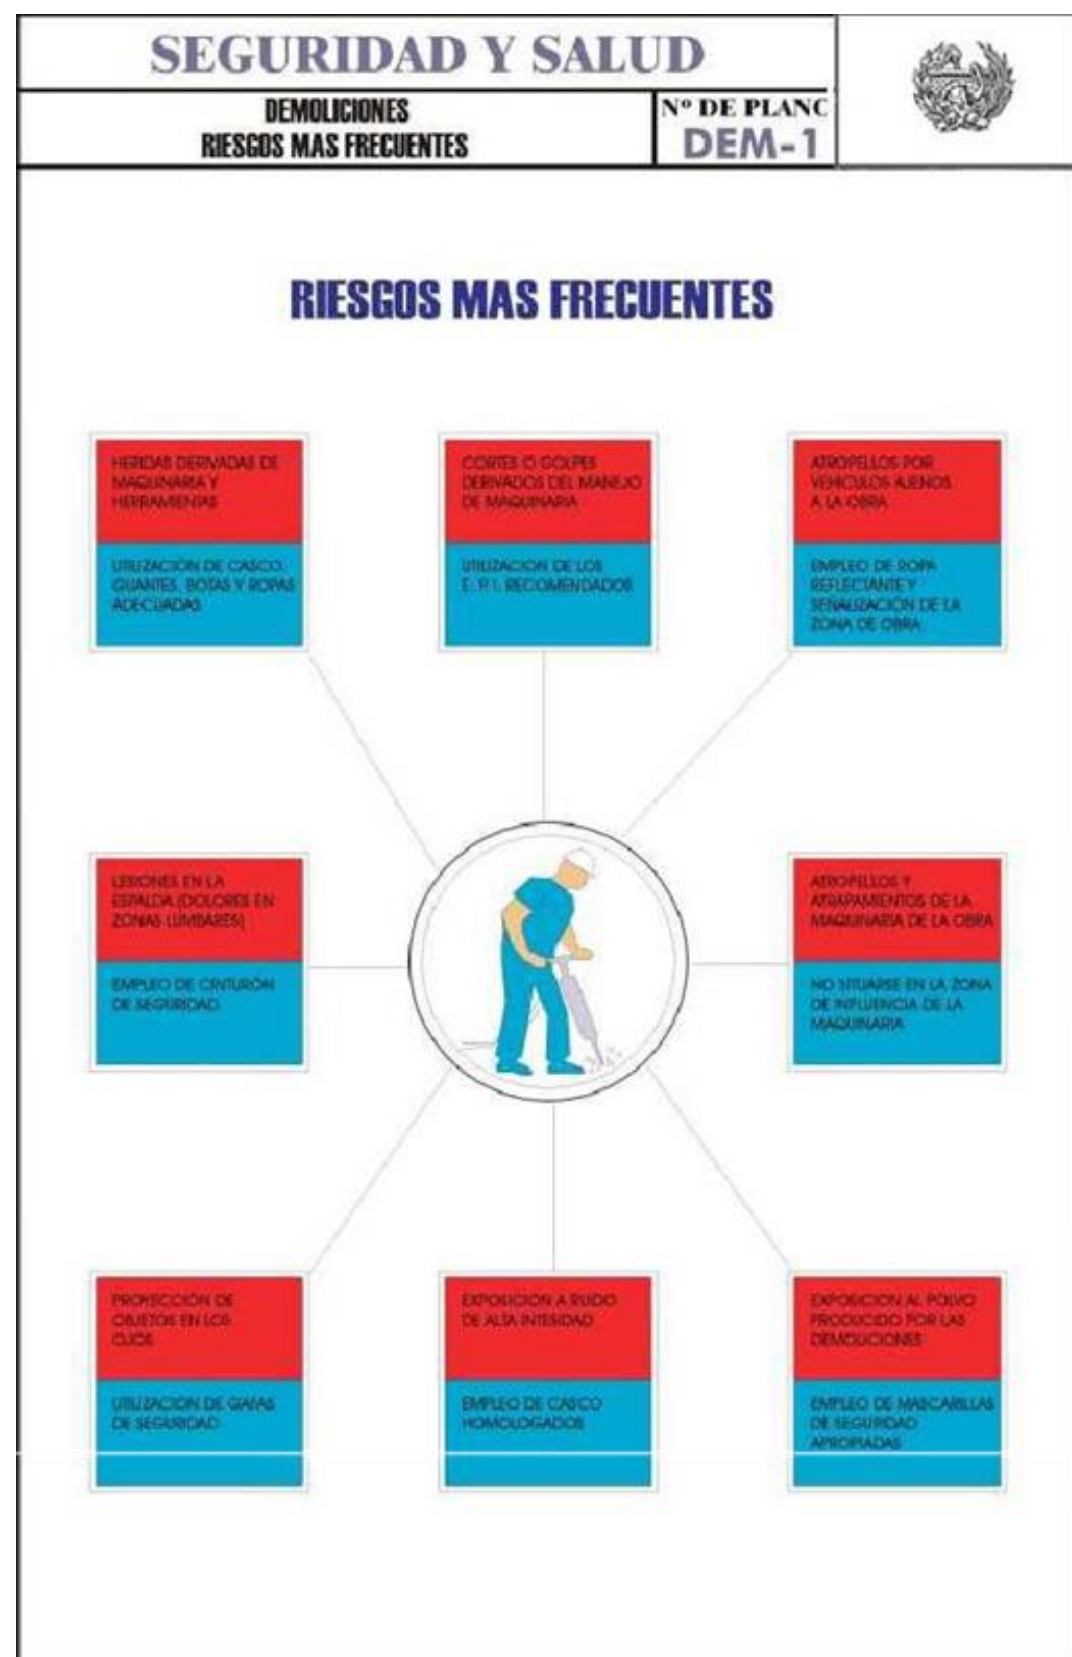 SEGURIDAD Y SALUD
DEMOLICIONES
RIESGOS MAS FRECUENTES
Nº DE PLANC
DEM-1
RIESGOS MAS FRECUENTES
HERIDAS DERIVADAS DE
MAQUINARIA Y
HERRAMIENTAS
UTILIZACIÓN DE CASCO,
GUANTES, BOTAS Y ROPAS
ADECUADAS
CORTES O GOLPES
DERIVADOS DEL MANEJO
DE MAQUINARIA
UTILIZACION DE LOS
E. P. I. RECOMENDADOS
ATROPELLOS POR
VEHICULOS AJENOS
A LA OBRA
EMPLEO DE ROPA
REFLECTANTE Y
SEÑALIZACIÓN DE LA
ZONA DE OBRA.
LESIONES EN LA
ESPALDA (DOLORES EN
ZONAS LUMBARES)
EMPLEO DE CINTURÓN
DE SEGURIDAD
ATROPELLOS Y
ATRAPAMIENTOS DE LA
MAQUINARIA DE LA OBRA
NO SITUARSE EN LA ZONA
DE INFLUENCIA DE LA
MAQUINARIA
PROYECCIÓN DE
OBJETOS EN LOS
OJOS
UTILIZACIÓN DE GAFAS
DE SEGURIDAD
EXPOSICION A RUIDO
DE ALTA INTESIDAD
EMPLEO DE CASCO
HOMOLOGADOS
EXPOSICION AL POLVO
PRODUCIDO POR LAS
DEMOLICIONES
EMPLEO DE MASCARILLAS
DE SEGURIDAD
APROPIADAS